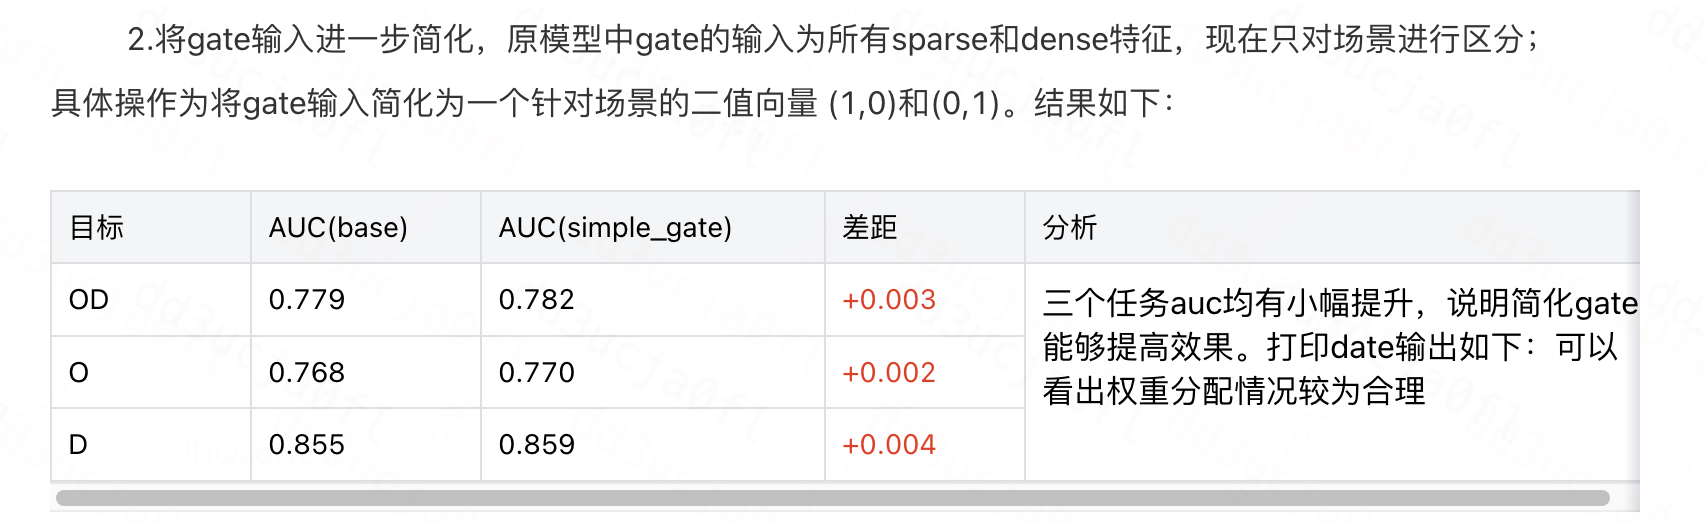 2.将gate输入进一步简化，原模型中gate的输入为所有sparse和dense特征，现在只对场景进行区分；
具体操作为将gate输入简化为一个针对场景的二值向量 (1,0)和(0,1)。结果如下：
目标 AUC(base) AUC(simple_gate) 差距 分析
OD 0.779 0.782 +0.003
O 0.768 0.770 +0.002
D 0.855 0.859 +0.004
三个任务auc均有小幅提升，说明简化gate
能够提高效果。打印date输出如下：可以
看出权重分配情况较为合理